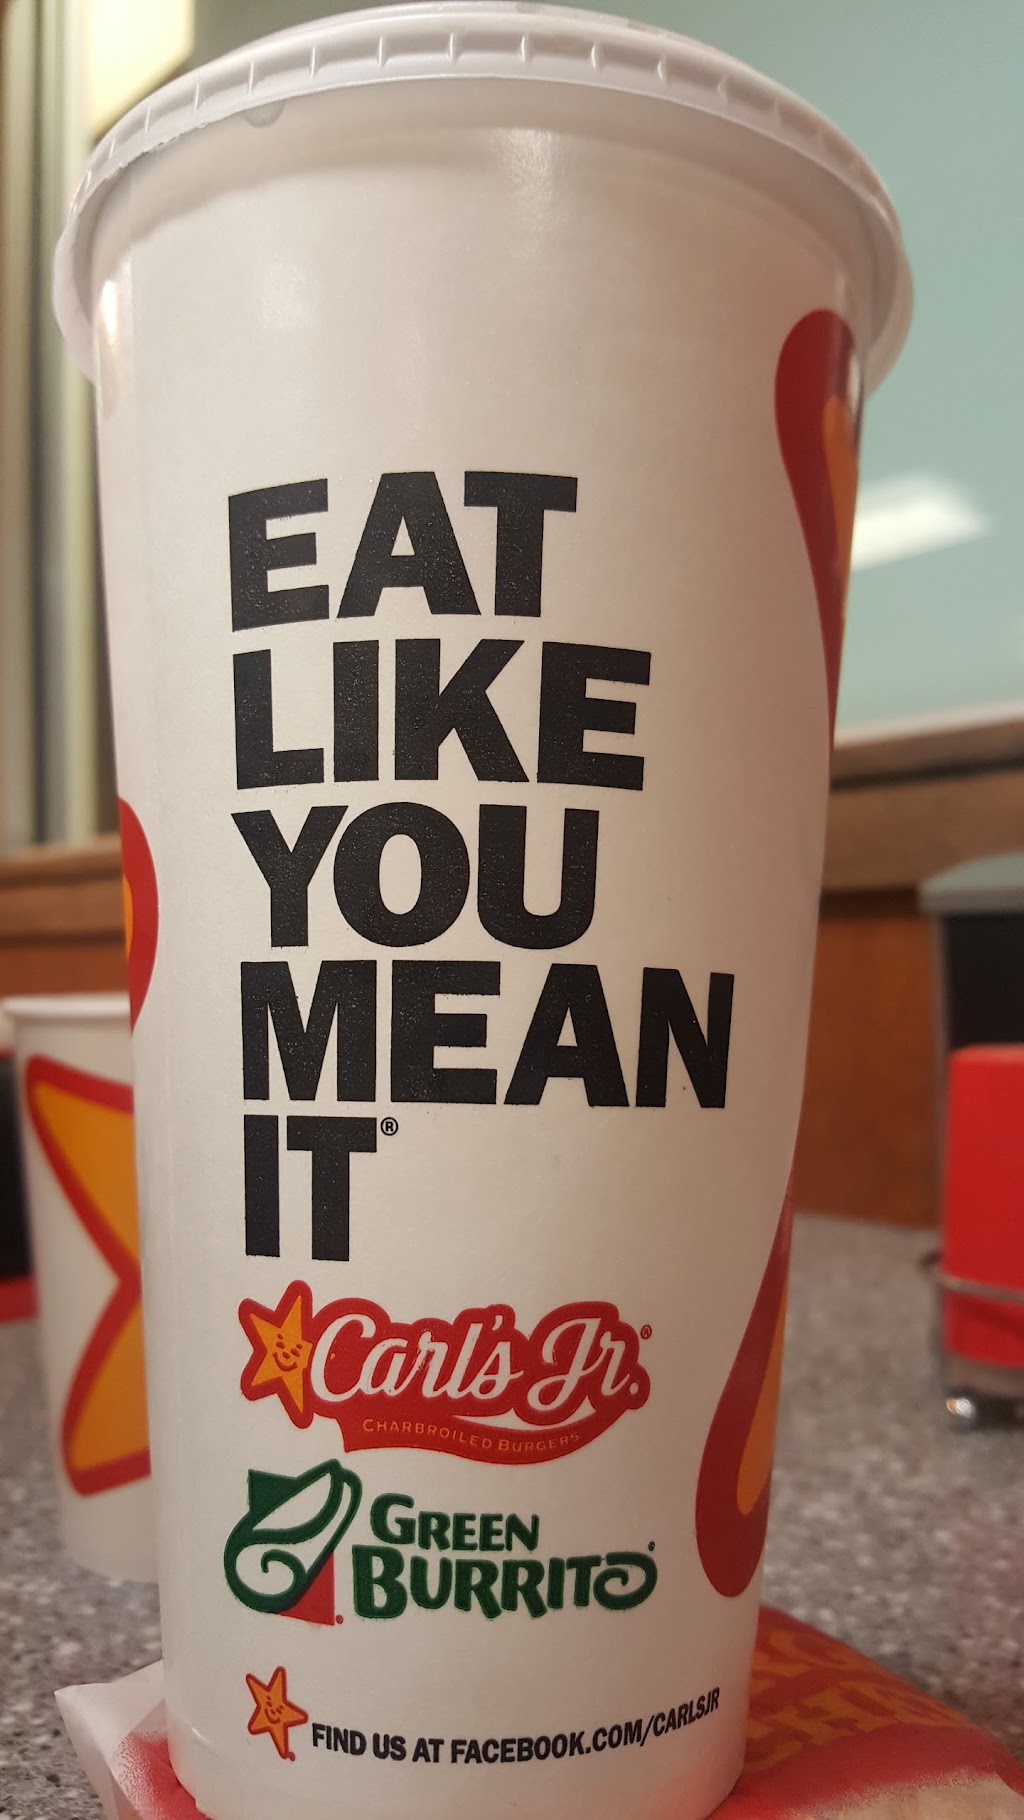 EAT
LIKE
YOU
MEAN
IT®
Carl's Jr.®
CHARBROILED BURGERS
GREEN
BURRITO®
FIND US AT FACEBOOK.COM/CARLSJR